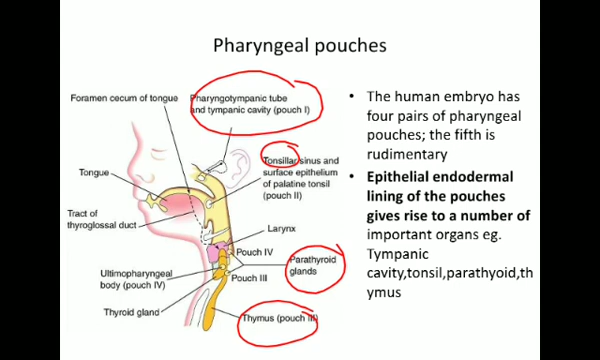 Pharyngeal pouches
Foramen cecum of tongue
Pharyngotympanic tube
and tympanic cavity (pouch I)
Tonsillar sinus and
surface epithelium
of palatine tonsil
(pouch II)
Tongue
Tract of
thyroglossal duct
Larynx
Pouch IV
Parathyroid
glands
Ultimopharyngeal
body (pouch IV)
Pouch III
Thyroid gland
Thymus (pouch III)
• The human embryo has
four pairs of pharyngeal
pouches; the fifth is
rudimentary
• Epithelial endodermal
lining of the pouches
gives rise to a number of
important organs eg.
Tympanic
cavity,tonsil,parathyoid,th
ymus